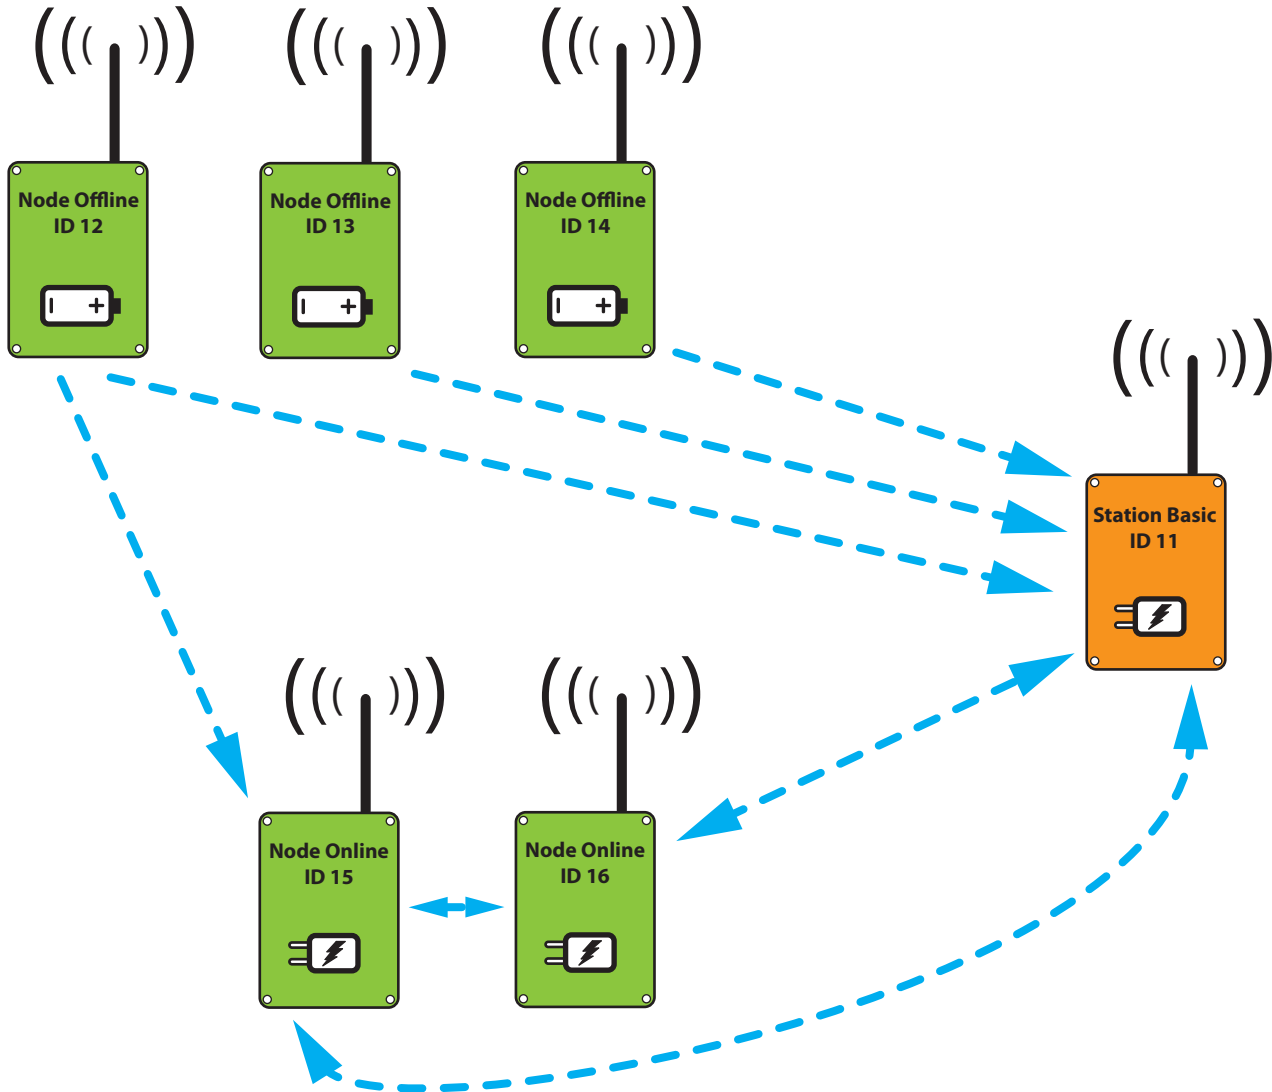 Node Offline
ID 12
Node Offline
ID 13
Node Offline
ID 14
Station Basic
ID 11
Node Online
ID 15
Node Online
ID 16